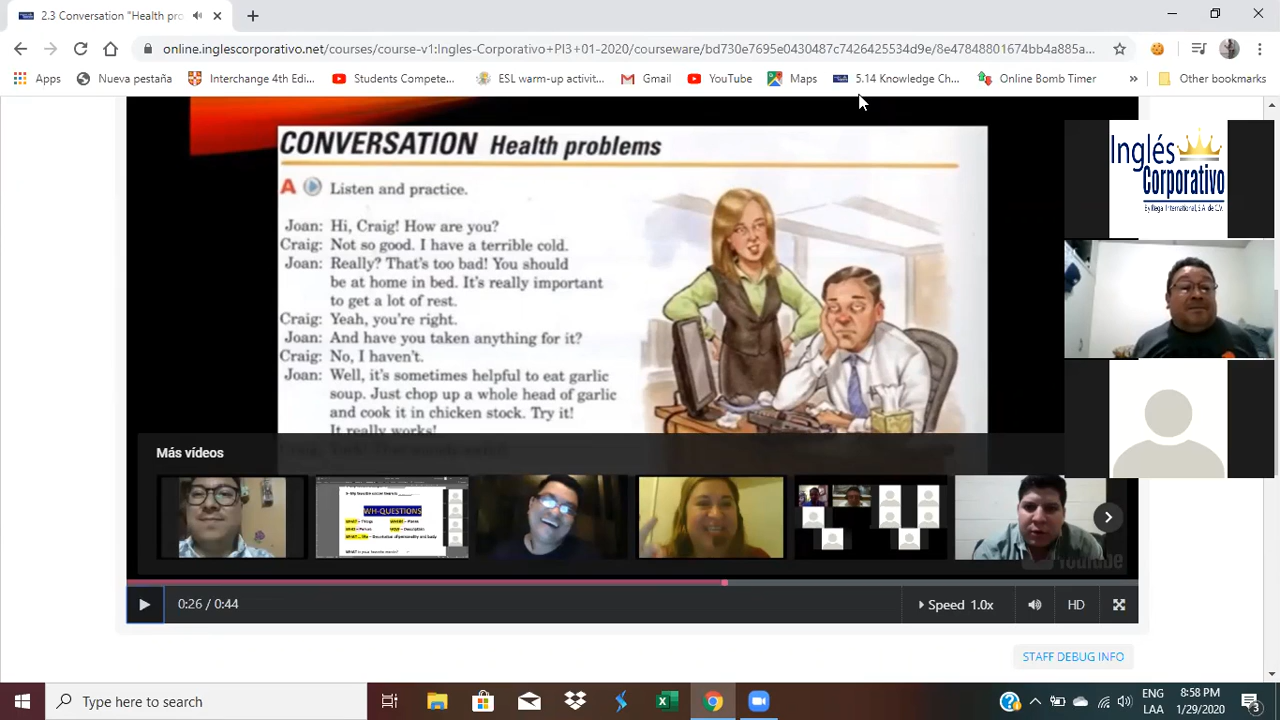 2.3 Conversation "Health pro
online.inglescorporativo.net/courses/course-v1:Ingles-Corporativo+PI3+01-2020/courseware/bd730e7695e0430487c7426425534d9e/8e47848801674bb4a885a...
Apps
Nueva pestaña
Interchange 4th Edi...
Students Compete...
ESL warm-up activit...
Gmail
YouTube
Maps
5.14 Knowledge Ch...
Online Bomb Timer
»
Other bookmarks
CONVERSATION Health problems
A Listen and practice.
Joan: Hi, Craig! How are you?
Craig: Not so good. I have a terrible cold.
Joan: Really? That's too bad! You should
be at home in bed. It's really important
to get a lot of rest.
Craig: Yeah, you're right.
Joan: And have you taken anything for it?
Craig: No, I haven't.
Joan: Well, it's sometimes helpful to eat garlic
soup. Just chop up a whole head of garlic
and cook it in chicken stock. Try it!
It really works!
Inglés
Corporativo
Más vídeos
WH-QUESTIONS
YouTube
0:26 / 0:44
Speed 1.0x
HD
STAFF DEBUG INFO
Type here to search
ENG
LAA
8:58 PM
1/29/2020
3